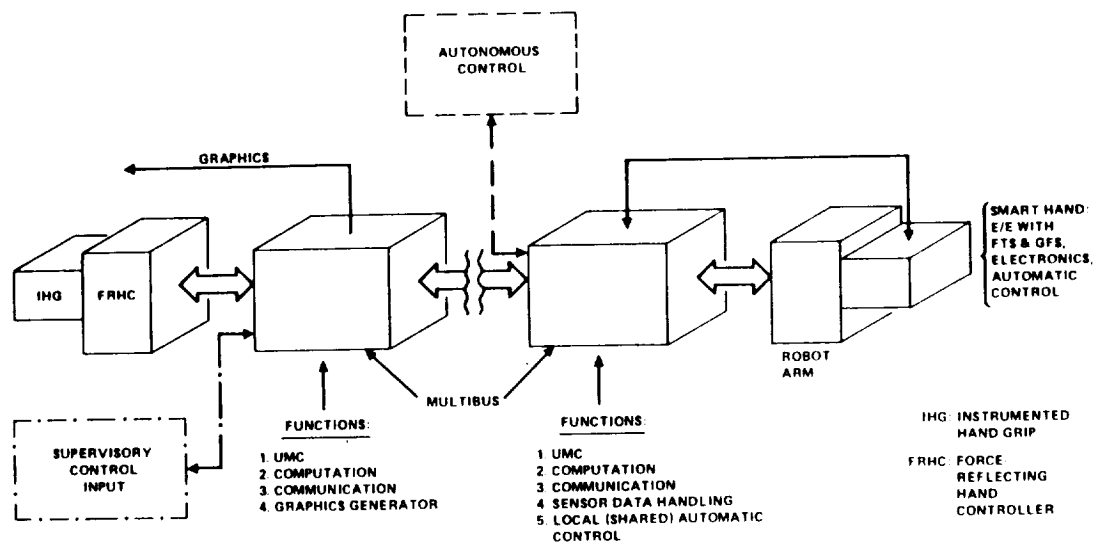 AUTONOMOUS
CONTROL
GRAPHICS
IHG
FRHC
SMART HAND:
E/E WITH
FTS & GFS,
ELECTRONICS,
AUTOMATIC
CONTROL
ROBOT
ARM
MULTIBUS
SUPERVISORY
CONTROL
INPUT
FUNCTIONS:
1. UMC
2. COMPUTATION
3. COMMUNICATION
4. GRAPHICS GENERATOR
FUNCTIONS:
1. UMC
2 COMPUTATION
3 COMMUNICATION
4 SENSOR DATA HANDLING
5. LOCAL (SHARED) AUTOMATIC
CONTROL
IHG: INSTRUMENTED
HAND GRIP
FRHC: FORCE
REFLECTING
HAND
CONTROLLER